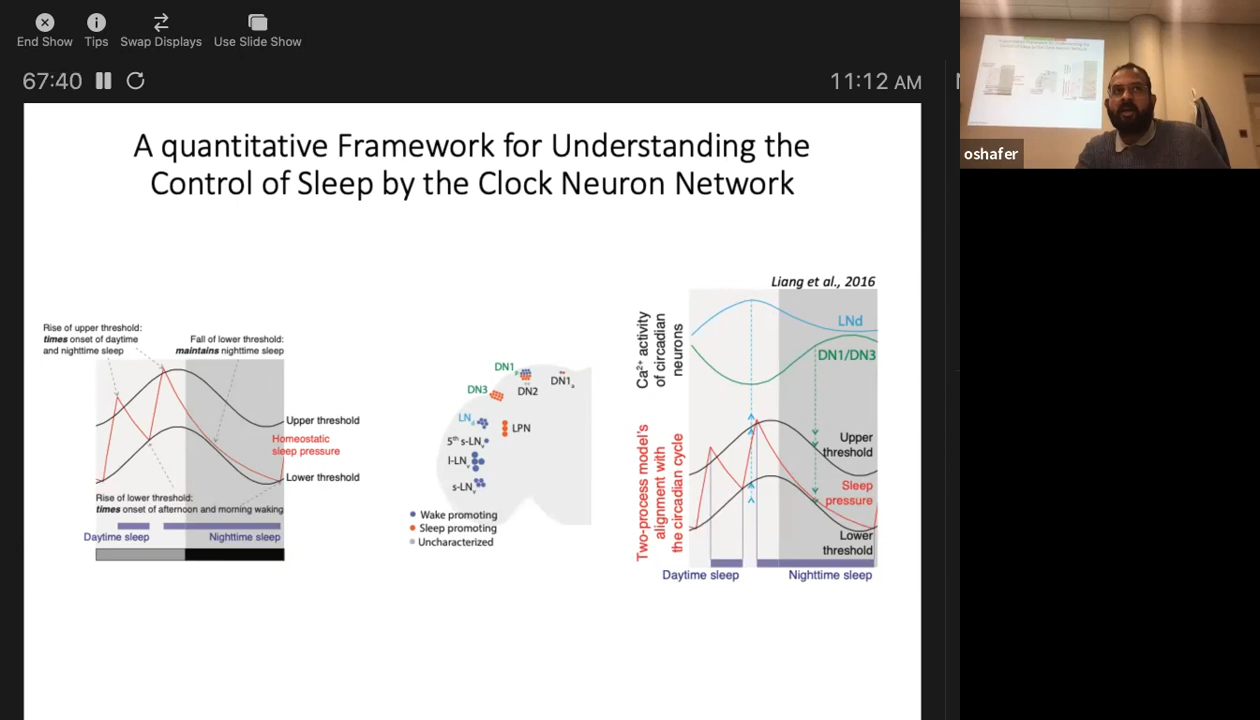 End Show
Tips
Swap Displays
Use Slide Show
67:40
11:12 AM
oshafer
A quantitative Framework for Understanding the
Control of Sleep by the Clock Neuron Network
Rise of upper threshold:
times onset of daytime
and nighttime sleep
Fall of lower threshold:
maintains nighttime sleep
Upper threshold
Homeostatic
sleep pressure
Lower threshold
Rise of lower threshold:
times onset of afternoon and morning waking
Daytime sleep
Nighttime sleep
DN1p
DN1a
DN2
DN3
LNd
LPN
5th s-LNv
l-LNv
s-LNv
Wake promoting
Sleep promoting
Uncharacterized
Liang et al., 2016
Ca2+ activity
of circadian
neurons
LNd
DN1/DN3
Two-process model's
alignment with
the circadian cycle
Upper
threshold
Sleep
pressure
Lower
threshold
Daytime sleep
Nighttime sleep